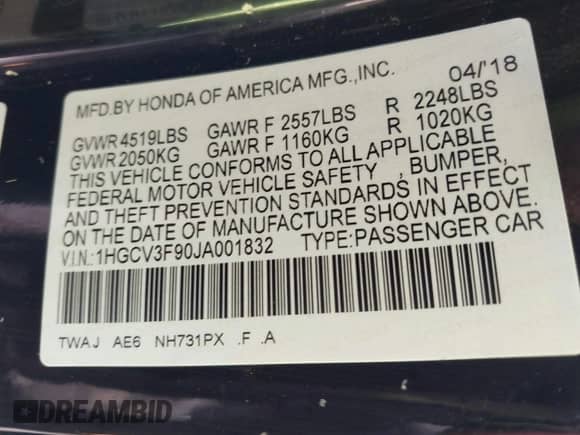 MFD.BY HONDA OF AMERICA MFG.,INC. 04/'18
GVWR 4519LBS GAWR F 2557LBS R 2248LBS
GVWR 2050KG GAWR F 1160KG R 1020KG
THIS VEHICLE CONFORMS TO ALL APPLICABLE
FEDERAL MOTOR VEHICLE SAFETY , BUMPER,
AND THEFT PREVENTION STANDARDS IN EFFECT
ON THE DATE OF MANUFACTURE SHOWN ABOVE.
V.I.N.:1HGCV3F90JA001832 TYPE:PASSENGER CAR
TWAJ AE6 NH731PX .F .A
DREAMBID